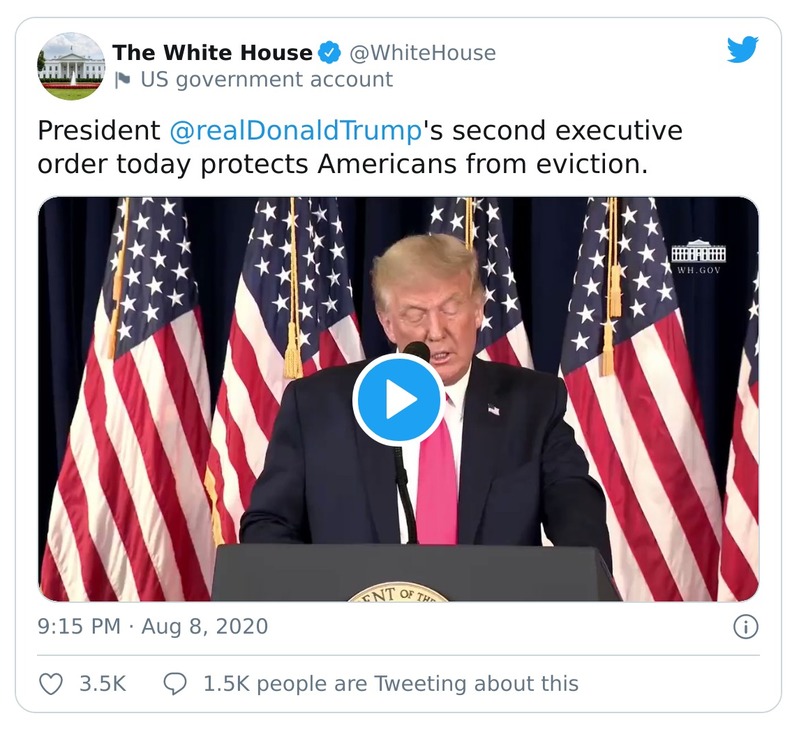 The White House @WhiteHouse
US government account
President @realDonaldTrump's second executive
order today protects Americans from eviction.
WH.GOV
ENT OF THE
9:15 PM · Aug 8, 2020
3.5K 1.5K people are Tweeting about this